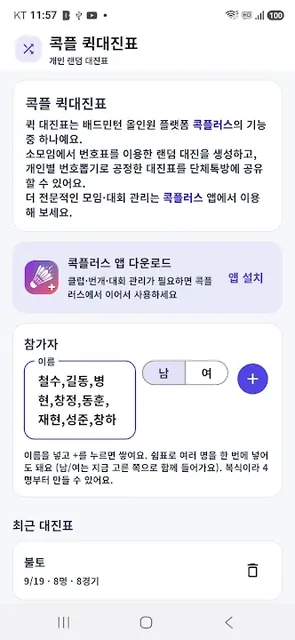 KT 11:57
100
콕플 퀵대진표
개인 랜덤 대진표
콕플 퀵대진표
퀵 대진표는 배드민턴 올인원 플랫폼 콕플러스의 기능
중 하나예요.
소모임에서 번호표를 이용한 랜덤 대진을 생성하고,
개인별 번호뽑기로 공정한 대진표를 단체톡방에 공유
할 수 있어요.
더 전문적인 모임·대회 관리는 콕플러스 앱에서 이용
해 보세요.
콕플러스 앱 다운로드
클럽·번개·대회 관리가 필요하면 콕플
러스에서 이어서 사용하세요
앱 설치
참가자
이름
철수,길동,병
현,창정,동훈,
재현,성준,창하
남
여
이름을 넣고 +를 누르면 쌓여요. 쉼표로 여러 명을 한 번에 넣어
도 돼요 (남/여는 지금 고른 쪽으로 함께 들어가요). 복식이라 4
명부터 만들 수 있어요.
최근 대진표
불토
9/19 · 8명 · 8경기